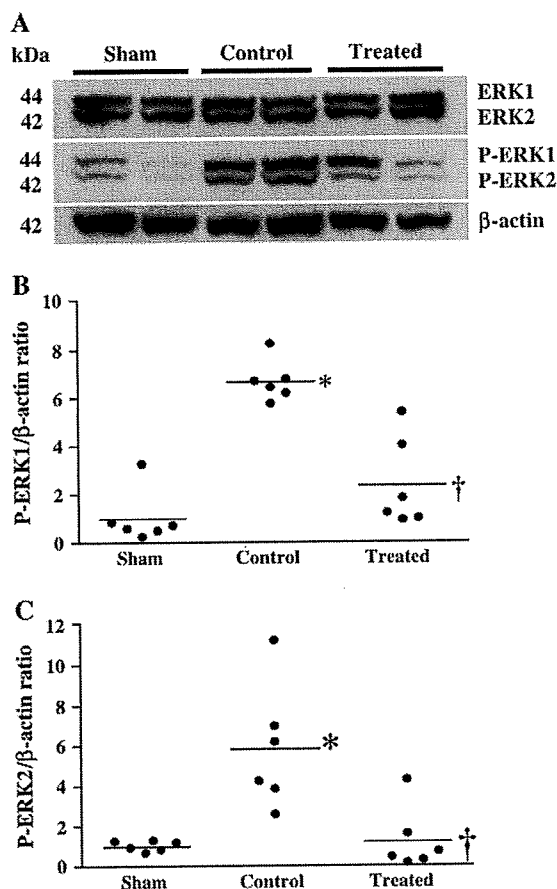 A
kDa Sham Control Treated
44 ERK1
42 ERK2
44 P-ERK1
42 P-ERK2
42 β-actin
B
10
8
6
4
2
0
P-ERK1/β-actin ratio
*
†
Sham Control Treated
C
12
10
8
6
4
2
0
P-ERK2/β-actin ratio
*
†
Sham Control Treated